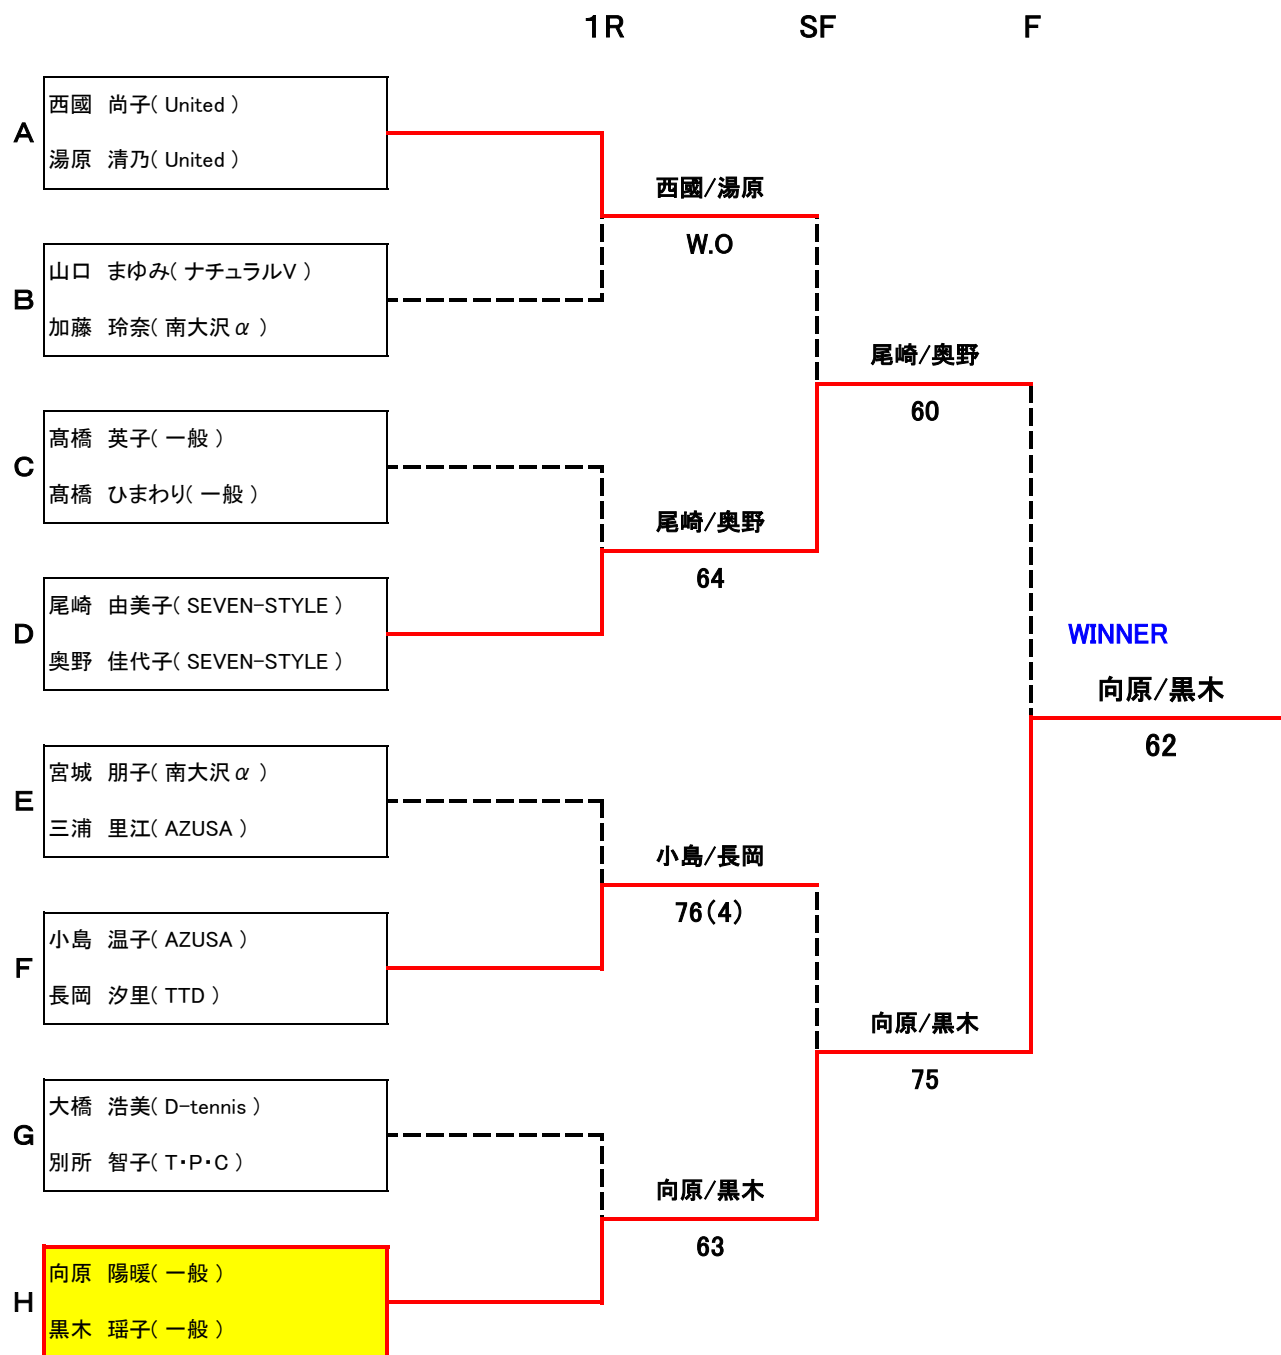 1R SF F
A
西國 尚子( United )
湯原 清乃( United )
西國/湯原
W.O
B
山口 まゆみ( ナチュラルV )
加藤 玲奈( 南大沢α )
尾崎/奥野
60
C
髙橋 英子( 一般 )
髙橋 ひまわり( 一般 )
尾崎/奥野
64
D
尾崎 由美子( SEVEN-STYLE )
奥野 佳代子( SEVEN-STYLE )
WINNER
向原/黒木
62
E
宮城 朋子( 南大沢α )
三浦 里江( AZUSA )
小島/長岡
76(4)
F
小島 温子( AZUSA )
長岡 汐里( TTD )
向原/黒木
75
G
大橋 浩美( D-tennis )
別所 智子( T・P・C )
向原/黒木
63
H
向原 陽暖( 一般 )
黒木 瑶子( 一般 )